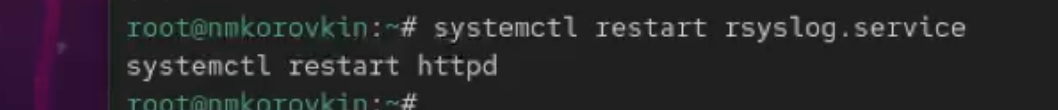 root@nmkorovkin:~# systemctl restart rsyslog.service
systemctl restart httpd
root@nmkorovkin:~#